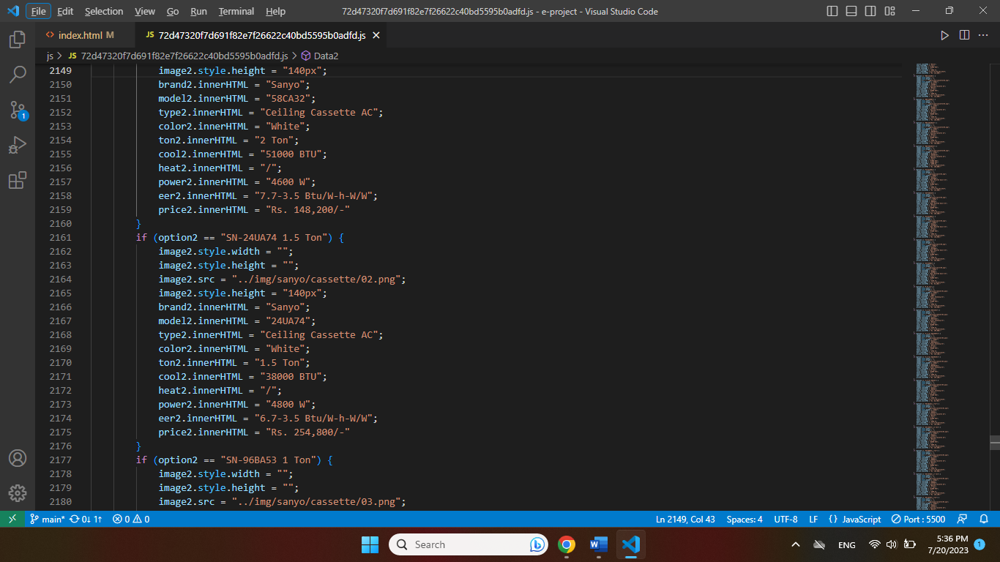 File Edit Selection View Go Run Terminal Help 72d47320f7d691f82e7f26622c40bd5595b0adfd.js - e-project - Visual Studio Code
<> index.html M JS 72d47320f7d691f82e7f26622c40bd5595b0adfd.js
js > JS 72d47320f7d691f82e7f26622c40bd5595b0adfd.js > Data2
2149 image2.style.height = "140px";
2150 brand2.innerHTML = "Sanyo";
2151 model2.innerHTML = "58CA32";
2152 type2.innerHTML = "Ceiling Cassette AC";
2153 color2.innerHTML = "White";
2154 ton2.innerHTML = "2 Ton";
2155 cool2.innerHTML = "51000 BTU";
2156 heat2.innerHTML = "/";
2157 power2.innerHTML = "4600 W";
2158 eer2.innerHTML = "7.7-3.5 Btu/W-h-W/W";
2159 price2.innerHTML = "Rs. 148,200/-"
2160 }
2161 if (option2 == "SN-24UA74 1.5 Ton") {
2162 image2.style.width = "";
2163 image2.style.height = "";
2164 image2.src = "../img/sanyo/cassette/02.png";
2165 image2.style.height = "140px";
2166 brand2.innerHTML = "Sanyo";
2167 model2.innerHTML = "24UA74";
2168 type2.innerHTML = "Ceiling Cassette AC";
2169 color2.innerHTML = "White";
2170 ton2.innerHTML = "1.5 Ton";
2171 cool2.innerHTML = "38000 BTU";
2172 heat2.innerHTML = "/";
2173 power2.innerHTML = "4800 W";
2174 eer2.innerHTML = "6.7-3.5 Btu/W-h-W/W";
2175 price2.innerHTML = "Rs. 254,800/-"
2176 }
2177 if (option2 == "SN-96BA53 1 Ton") {
2178 image2.style.width = "";
2179 image2.style.height = "";
2180 image2.src = "../img/sanyo/cassette/03.png";
1
main* 0↓ 1↑ 0 0 Ln 2149, Col 43 Spaces: 4 UTF-8 LF {} JavaScript Port : 5500
Search ENG 5:36 PM
7/20/2023 1